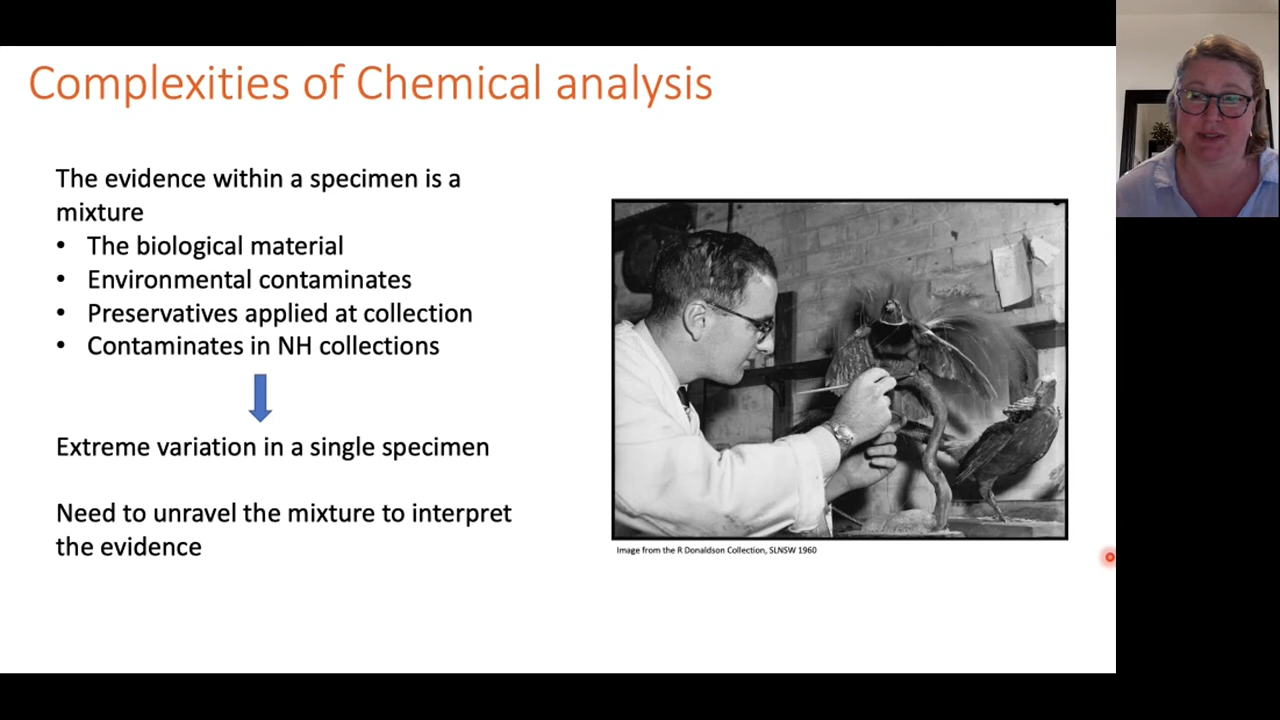 Complexities of Chemical analysis
The evidence within a specimen is a
mixture
• The biological material
• Environmental contaminates
• Preservatives applied at collection
• Contaminates in NH collections
Extreme variation in a single specimen
Need to unravel the mixture to interpret
the evidence
Image from the R Donaldson Collection, SLNSW 1960